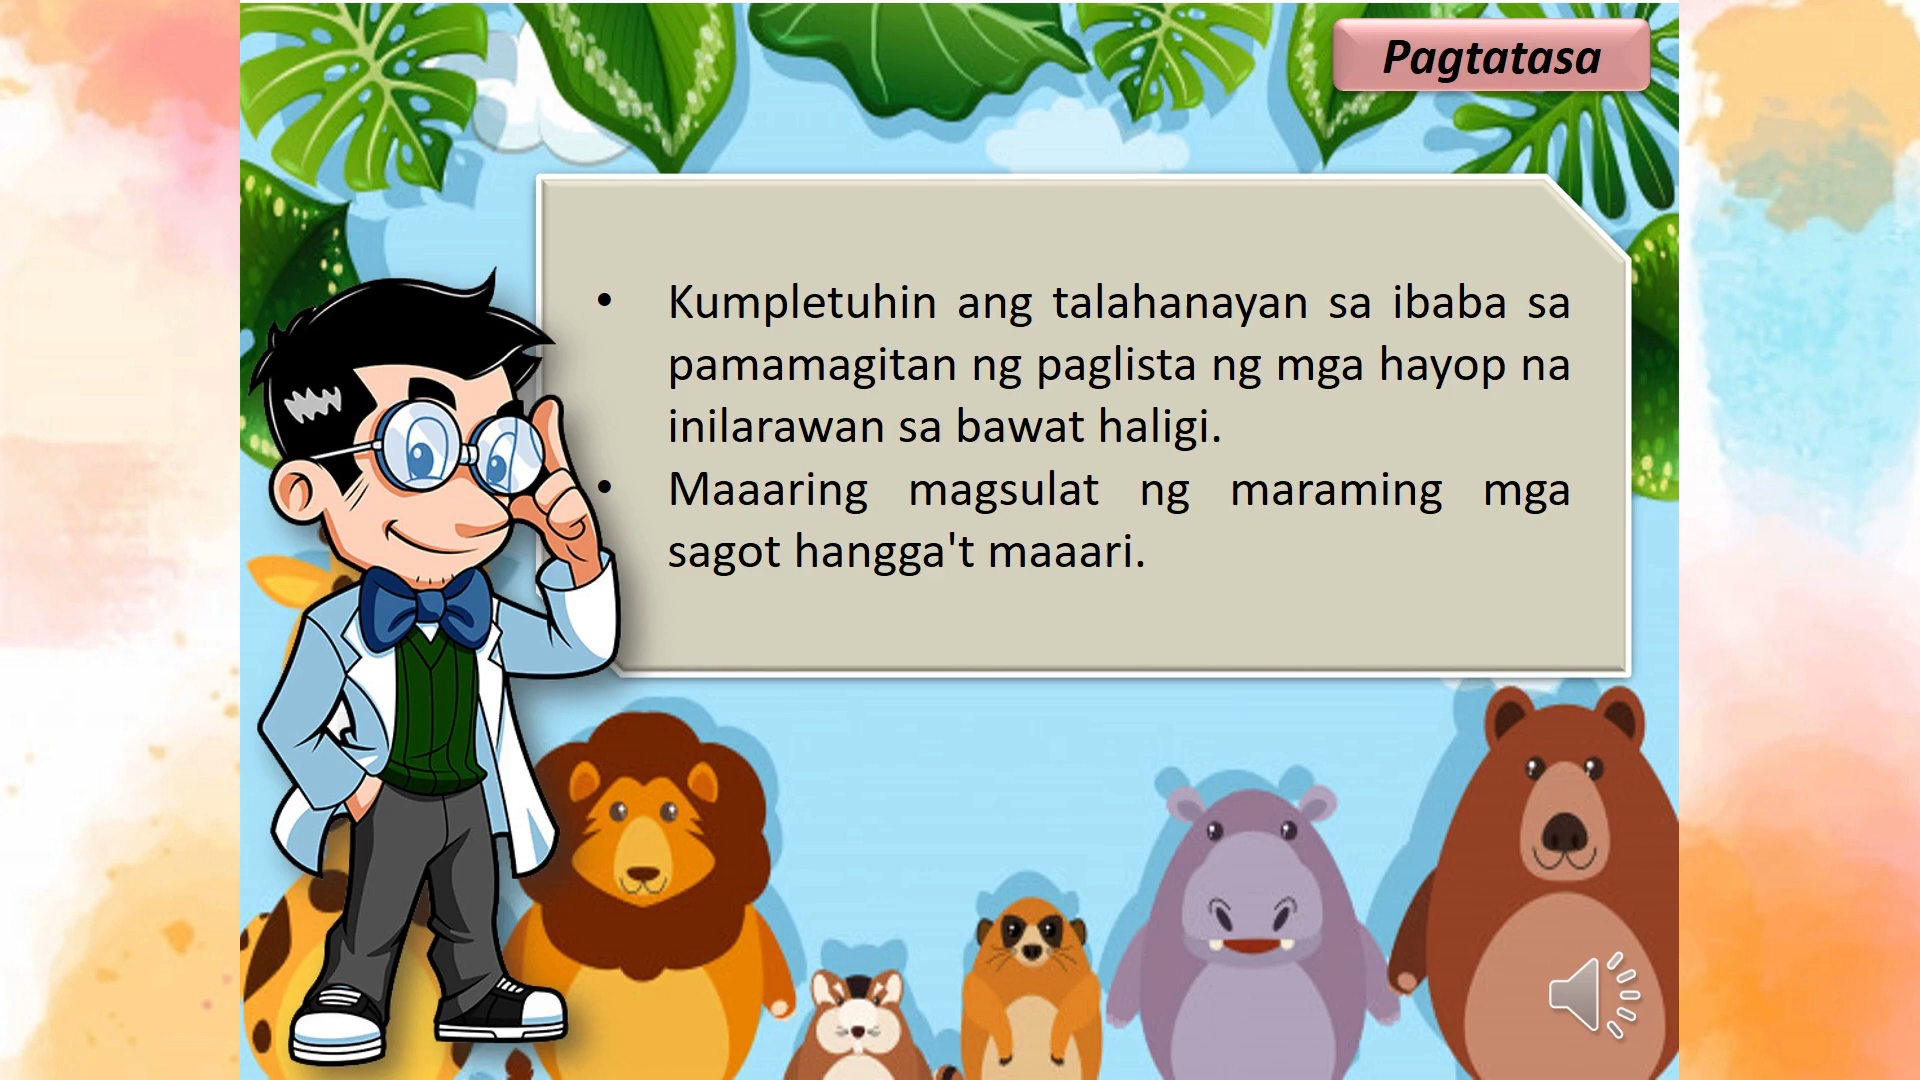 Pagtatasa
• Kumpletuhin ang talahanayan sa ibaba sa
pamamagitan ng paglista ng mga hayop na
inilarawan sa bawat haligi.
• Maaaring magsulat ng maraming mga
sagot hangga't maaari.